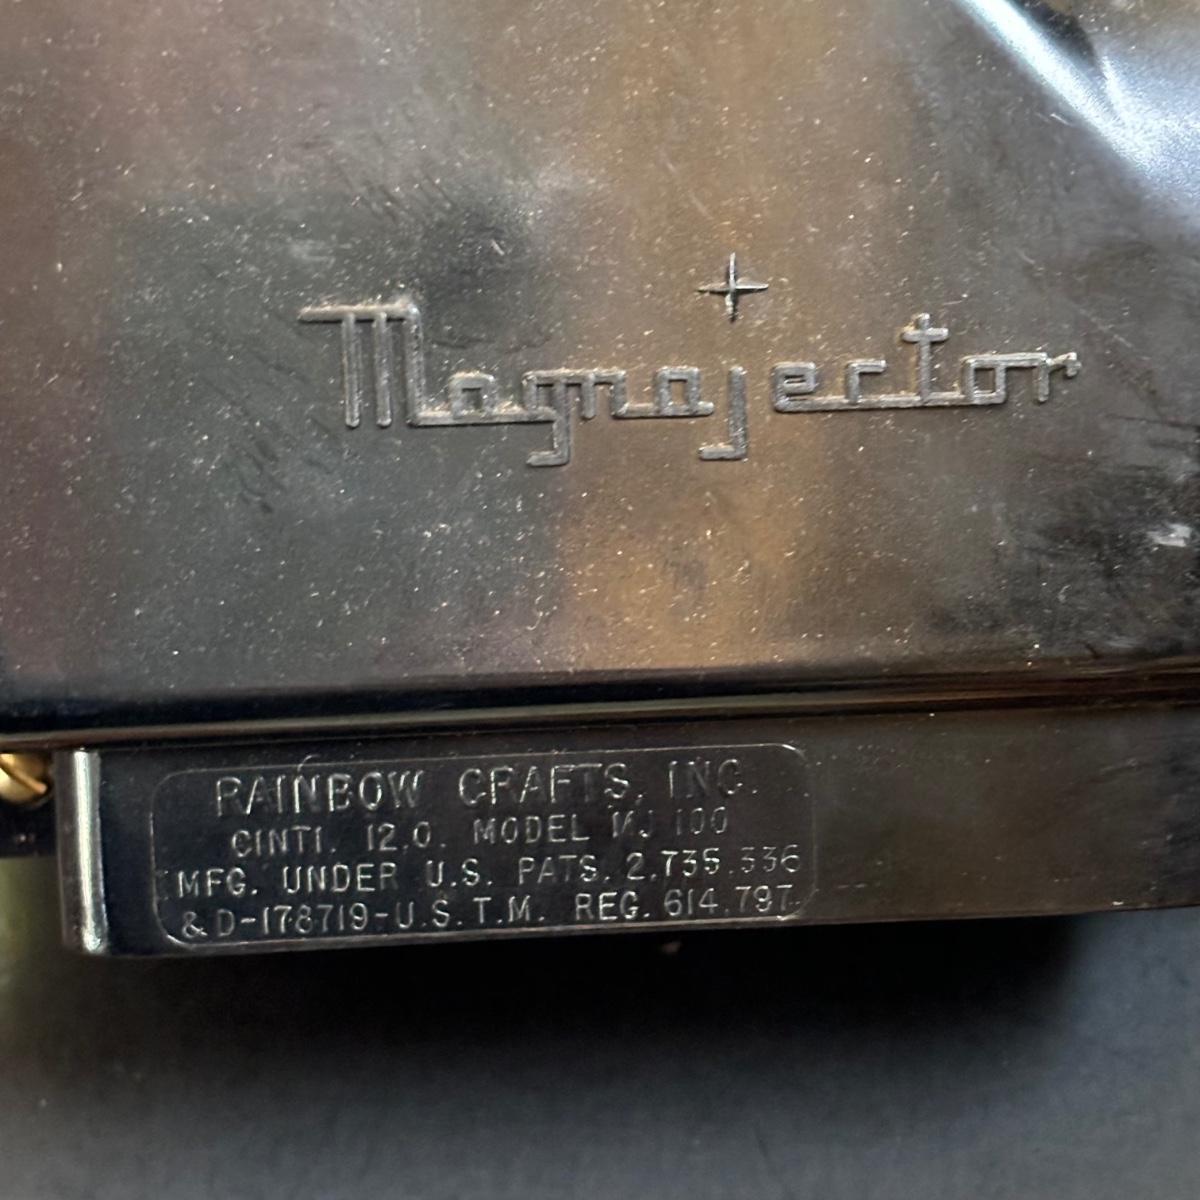 Magnajector
RAINBOW CRAFTS, INC.
CINTI. 12, O. MODEL MJ 100
MFG. UNDER U.S. PATS. 2,735,336
& D-178719-U.S.T.M. REG. 614,797